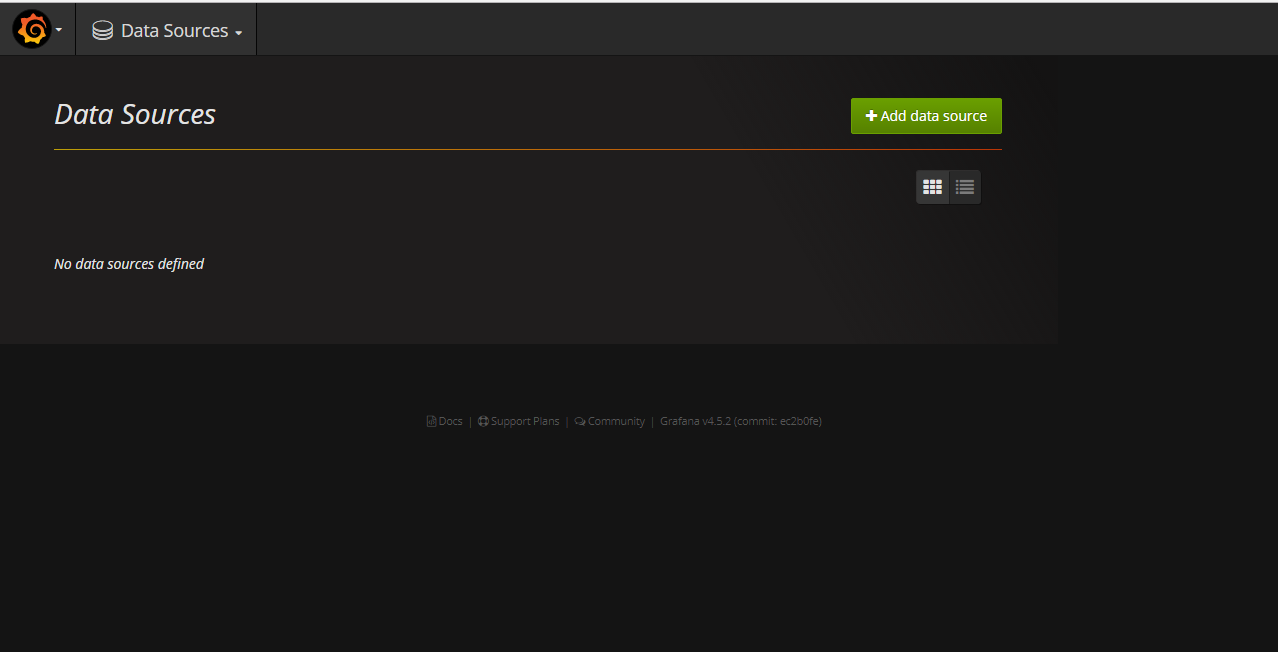 Data Sources
Data Sources
Add data source
No data sources defined
Docs | Support Plans | Community | Grafana v4.5.2 (commit: ec2b0fe)